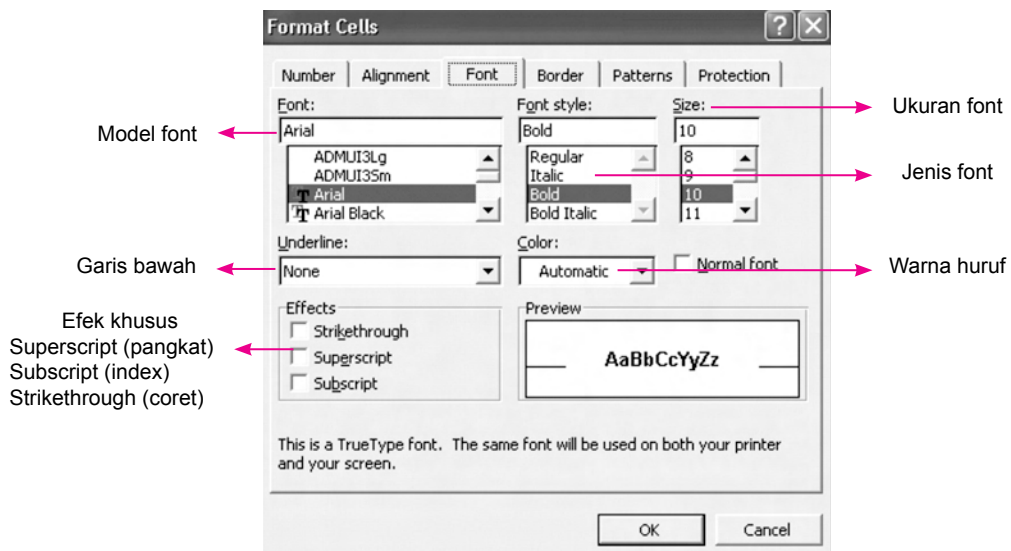 Format Cells
Number Alignment Font Border Patterns Protection
Font: Font style: Size: Ukuran font
Model font Arial Bold 10
ADMUI3Lg Regular 8
ADMUI3Sm Italic 9 Jenis font
Arial Bold 10
Arial Black Bold Italic 11
Underline: Color:
Garis bawah None Automatic Normal font Warna huruf
Effects Preview
Efek khusus
Superscript (pangkat)
Subscript (index)
Strikethrough (coret)
Strikethrough
Superscript
Subscript
AaBbCcYyZz
This is a TrueType font. The same font will be used on both your printer
and your screen.
OK Cancel